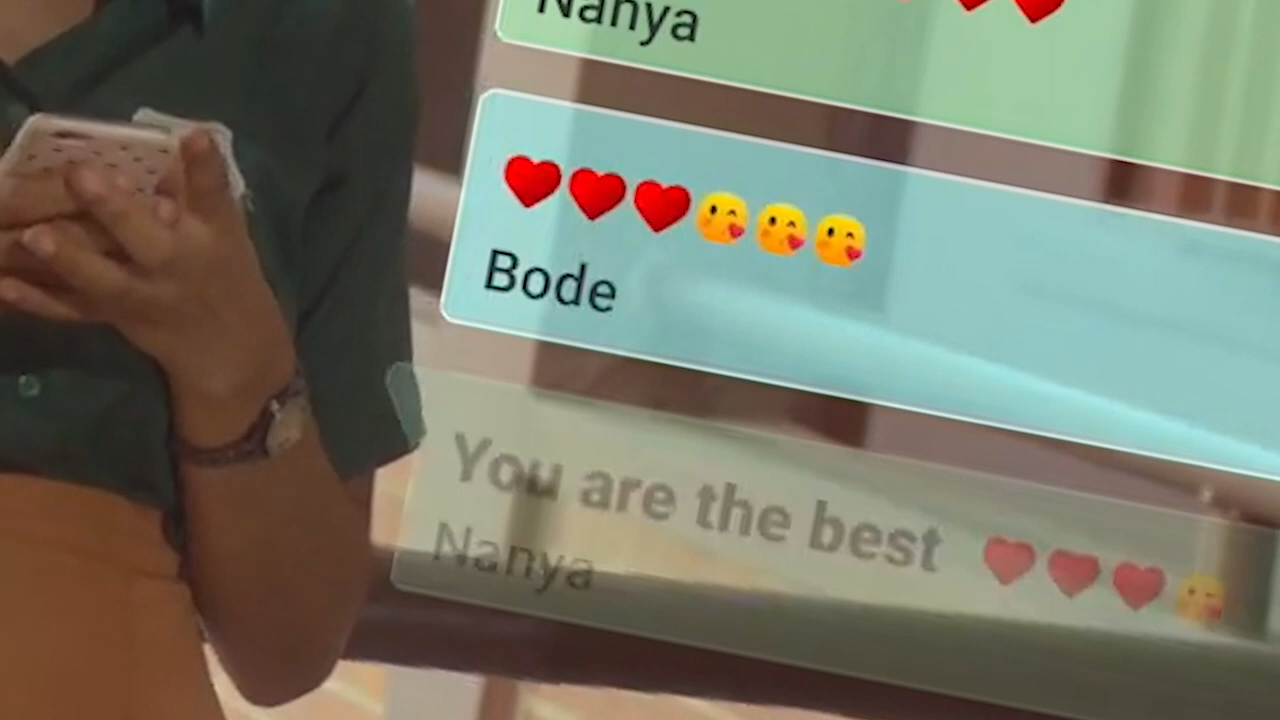 Nanya
❤️❤️❤️😘😘😘
Bode
You are the best ❤️❤️❤️😘
Nanya